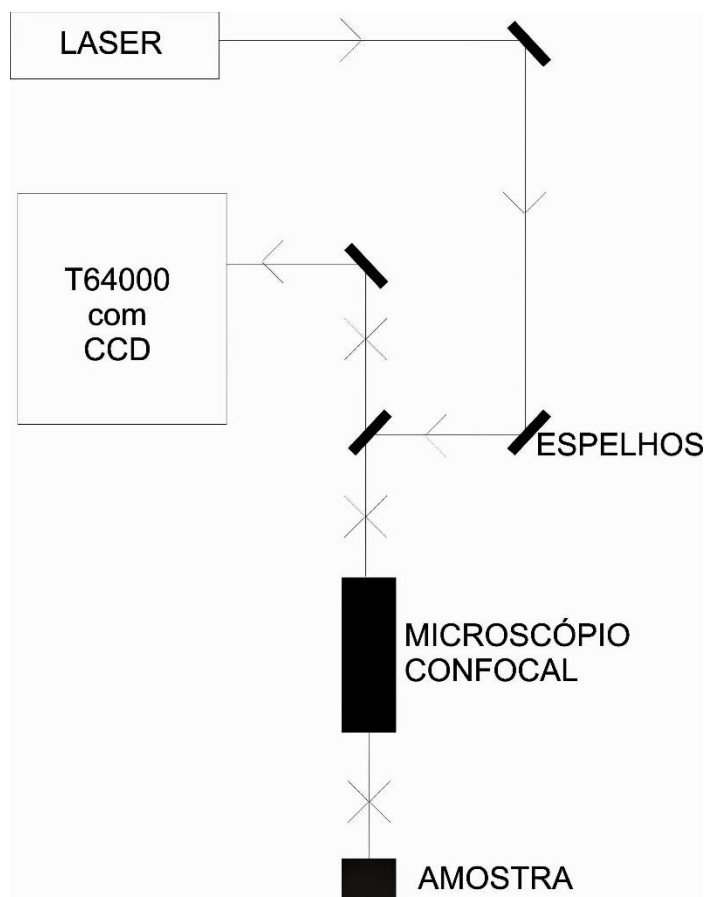 LASER
T64000
com
CCD
ESPELHOS
MICROSCÓPIO
CONFOCAL
AMOSTRA